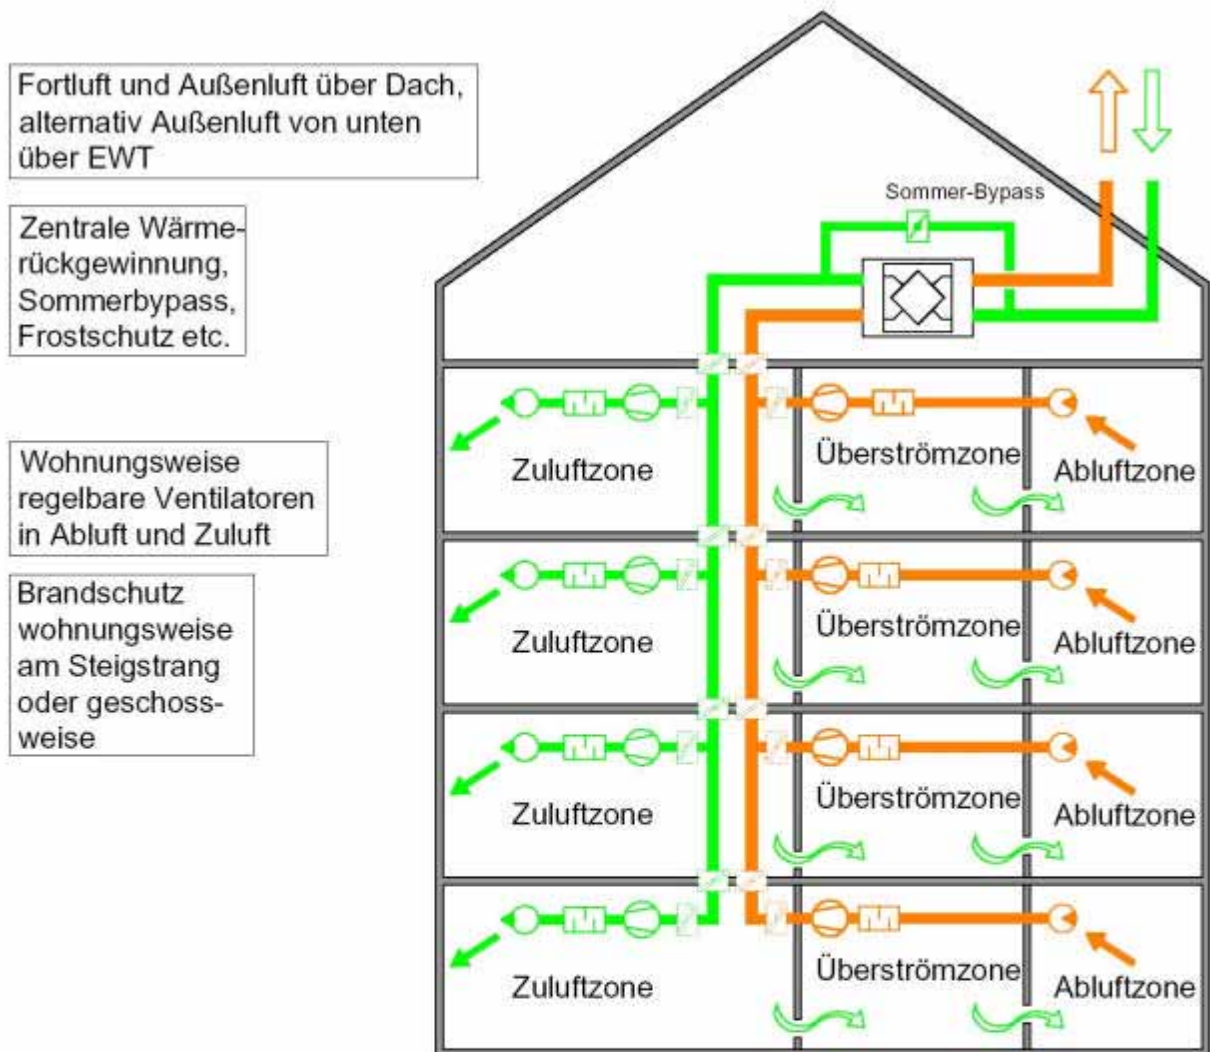 Fortluft und Außenluft über Dach,
alternativ Außenluft von unten
über EWT
Zentrale Wärme-
rückgewinnung,
Sommerbypass,
Frostschutz etc.
Wohnungsweise
regelbare Ventilatoren
in Abluft und Zuluft
Brandschutz
wohnungsweise
am Steigstrang
oder geschoss-
weise
Sommer-Bypass
Zuluftzone
Überströmzone
Abluftzone
Zuluftzone
Überströmzone
Abluftzone
Zuluftzone
Überströmzone
Abluftzone
Zuluftzone
Überströmzone
Abluftzone